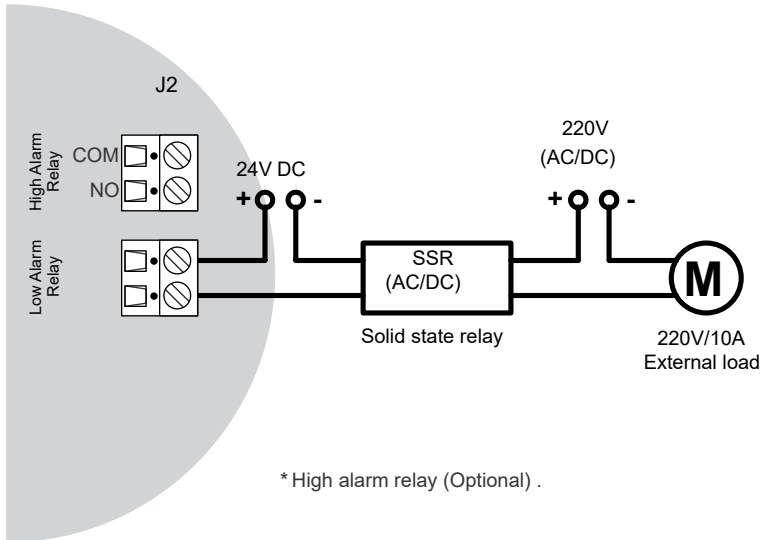 J2
High Alarm
Relay
COM
NO
Low Alarm
Relay
24V DC
+ -
220V
(AC/DC)
+ -
SSR
(AC/DC)
Solid state relay
M
220V/10A
External load
* High alarm relay (Optional) .